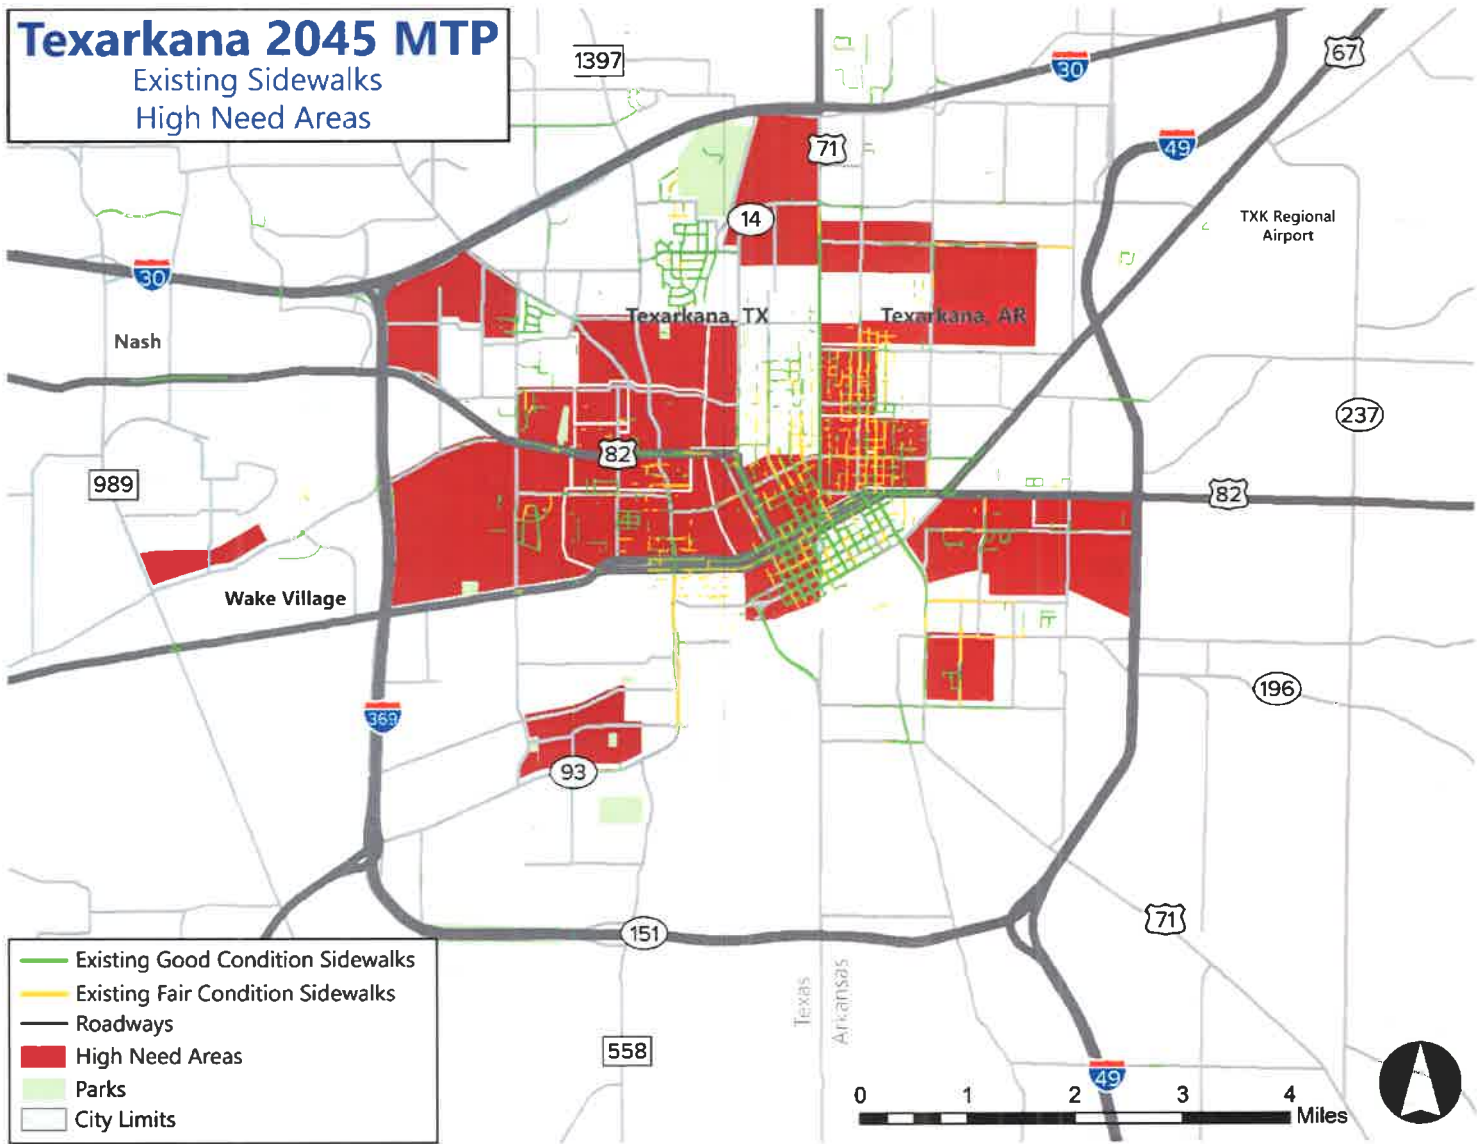 Texarkana 2045 MTP
Existing Sidewalks
High Need Areas
1397
30
67
71
49
14
TXK Regional
Airport
30
Nash
Texarkana, TX
Texarkana, AR
237
82
989
82
Wake Village
196
369
93
71
151
Texas
Arkansas
558
49
Existing Good Condition Sidewalks
Existing Fair Condition Sidewalks
Roadways
High Need Areas
Parks
City Limits
0 1 2 3 4
Miles